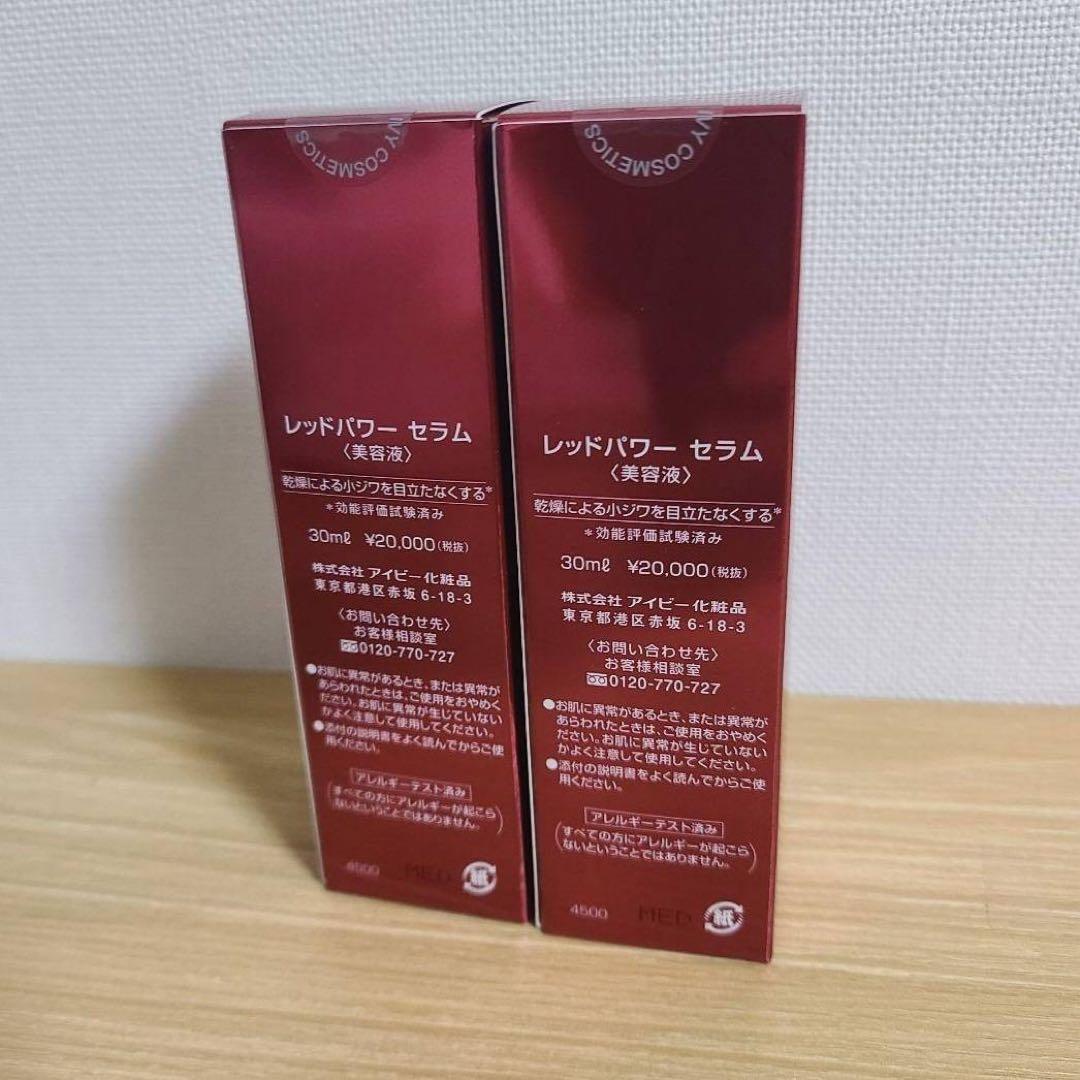 IVY COSMETICS
レッドパワー セラム
〈美容液〉
乾燥による小ジワを目立たなくする*
*効能評価試験済み
30mℓ ¥20,000(税抜)
株式会社 アイビー化粧品
東京都港区赤坂 6-18-3
〈お問い合わせ先〉
お客様相談室
0120-770-727
●お肌に異常があるとき、または異常が
あらわれたときは、ご使用をおやめく
ださい。お肌に異常が生じていない
かよく注意して使用してください。
●添付の説明書をよく読んでからご使
用ください。
アレルギーテスト済み
(すべての方にアレルギーが起こら
ないということではありません。)
4500 MED 紙
IVY COSMETICS
レッドパワー セラム
〈美容液〉
乾燥による小ジワを目立たなくする*
*効能評価試験済み
30mℓ ¥20,000(税抜)
株式会社 アイビー化粧品
東京都港区赤坂 6-18-3
〈お問い合わせ先〉
お客様相談室
0120-770-727
●お肌に異常があるとき、または異常が
あらわれたときは、ご使用をおやめく
ださい。お肌に異常が生じていない
かよく注意して使用してください。
●添付の説明書をよく読んでからご使
用ください。
アレルギーテスト済み
(すべての方にアレルギーが起こら
ないということではありません。)
4500 MED 紙